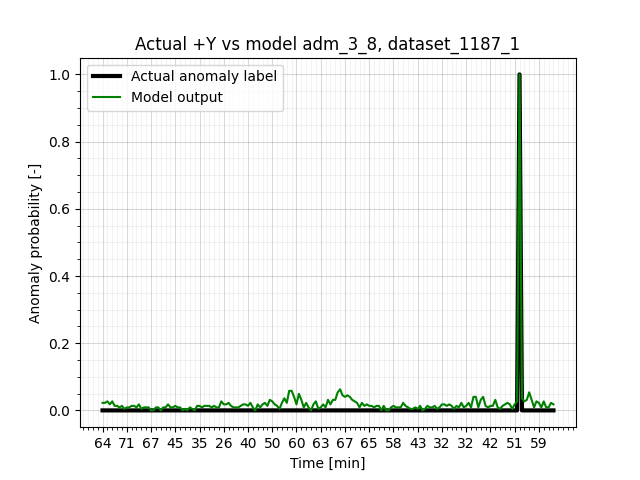 Actual +Y vs model adm_3_8, dataset_1187_1
Actual anomaly label
Model output
Anomaly probability [-]
1.0
0.8
0.6
0.4
0.2
0.0
64 71 67 45 35 26 40 50 60 63 67 65 58 43 32 32 42 51 59
Time [min]